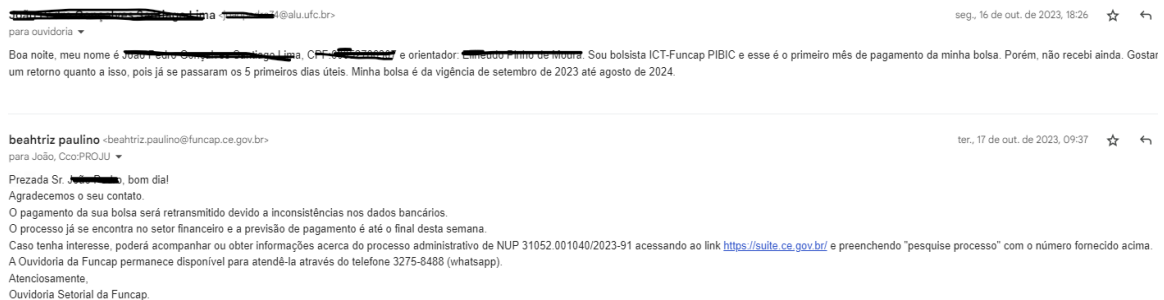 4@alu.ufc.br> seg., 16 de out. de 2023, 18:26
para ouvidoria
Boa noite, meu nome é , CPF: e orientador: Sou bolsista ICT-Funcap PIBIC e esse é o primeiro mês de pagamento da minha bolsa. Porém, não recebi ainda. Gostar
um retorno quanto a isso, pois já se passaram os 5 primeiros dias úteis. Minha bolsa é da vigência de setembro de 2023 até agosto de 2024.
beahtriz paulino <beahtriz.paulino@funcap.ce.gov.br> ter., 17 de out. de 2023, 09:37
para João, Cco:PROJU
Prezada Sr. , bom dia!
Agradecemos o seu contato.
O pagamento da sua bolsa será retransmitido devido a inconsistências nos dados bancários.
O processo já se encontra no setor financeiro e a previsão de pagamento é até o final desta semana.
Caso tenha interesse, poderá acompanhar ou obter informações acerca do processo administrativo de NUP 31052.001040/2023-91 acessando ao link https://suite.ce.gov.br/ e preenchendo "pesquise processo" com o número fornecido acima.
A Ouvidoria da Funcap permanece disponível para atendê-la através do telefone 3275-8488 (whatsapp).
Atenciosamente,
Ouvidoria Setorial da Funcap.